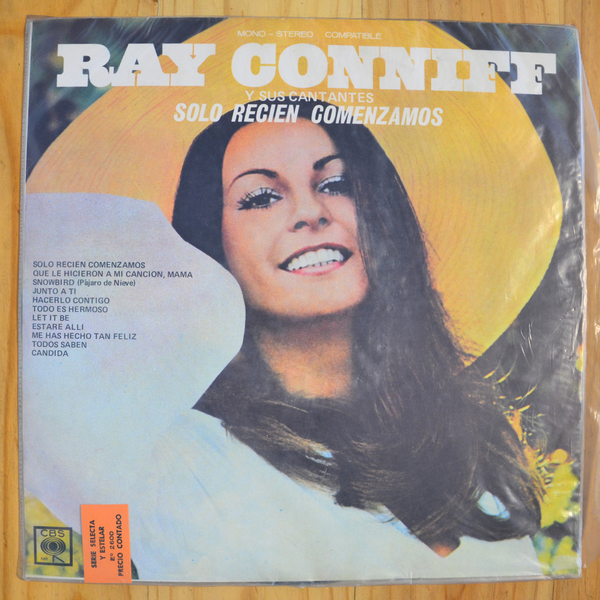 MONO - STEREO COMPATIBLE
RAY CONNIFF
Y SUS CANTANTES
SOLO RECIEN COMENZAMOS
SOLO RECIEN COMENZAMOS
QUE LE HICIERON A MI CANCION, MAMA
SNOWBIRD (Pájaro de Nieve)
JUNTO A TI
HACERLO CONTIGO
TODO ES HERMOSO
LET IT BE
ESTARE ALLI
ME HAS HECHO TAN FELIZ
TODOS SABEN
CANDIDA
CBS
SERIE SELECTA
Y ESTELAR
Eº 2600
PRECIO CONTADO